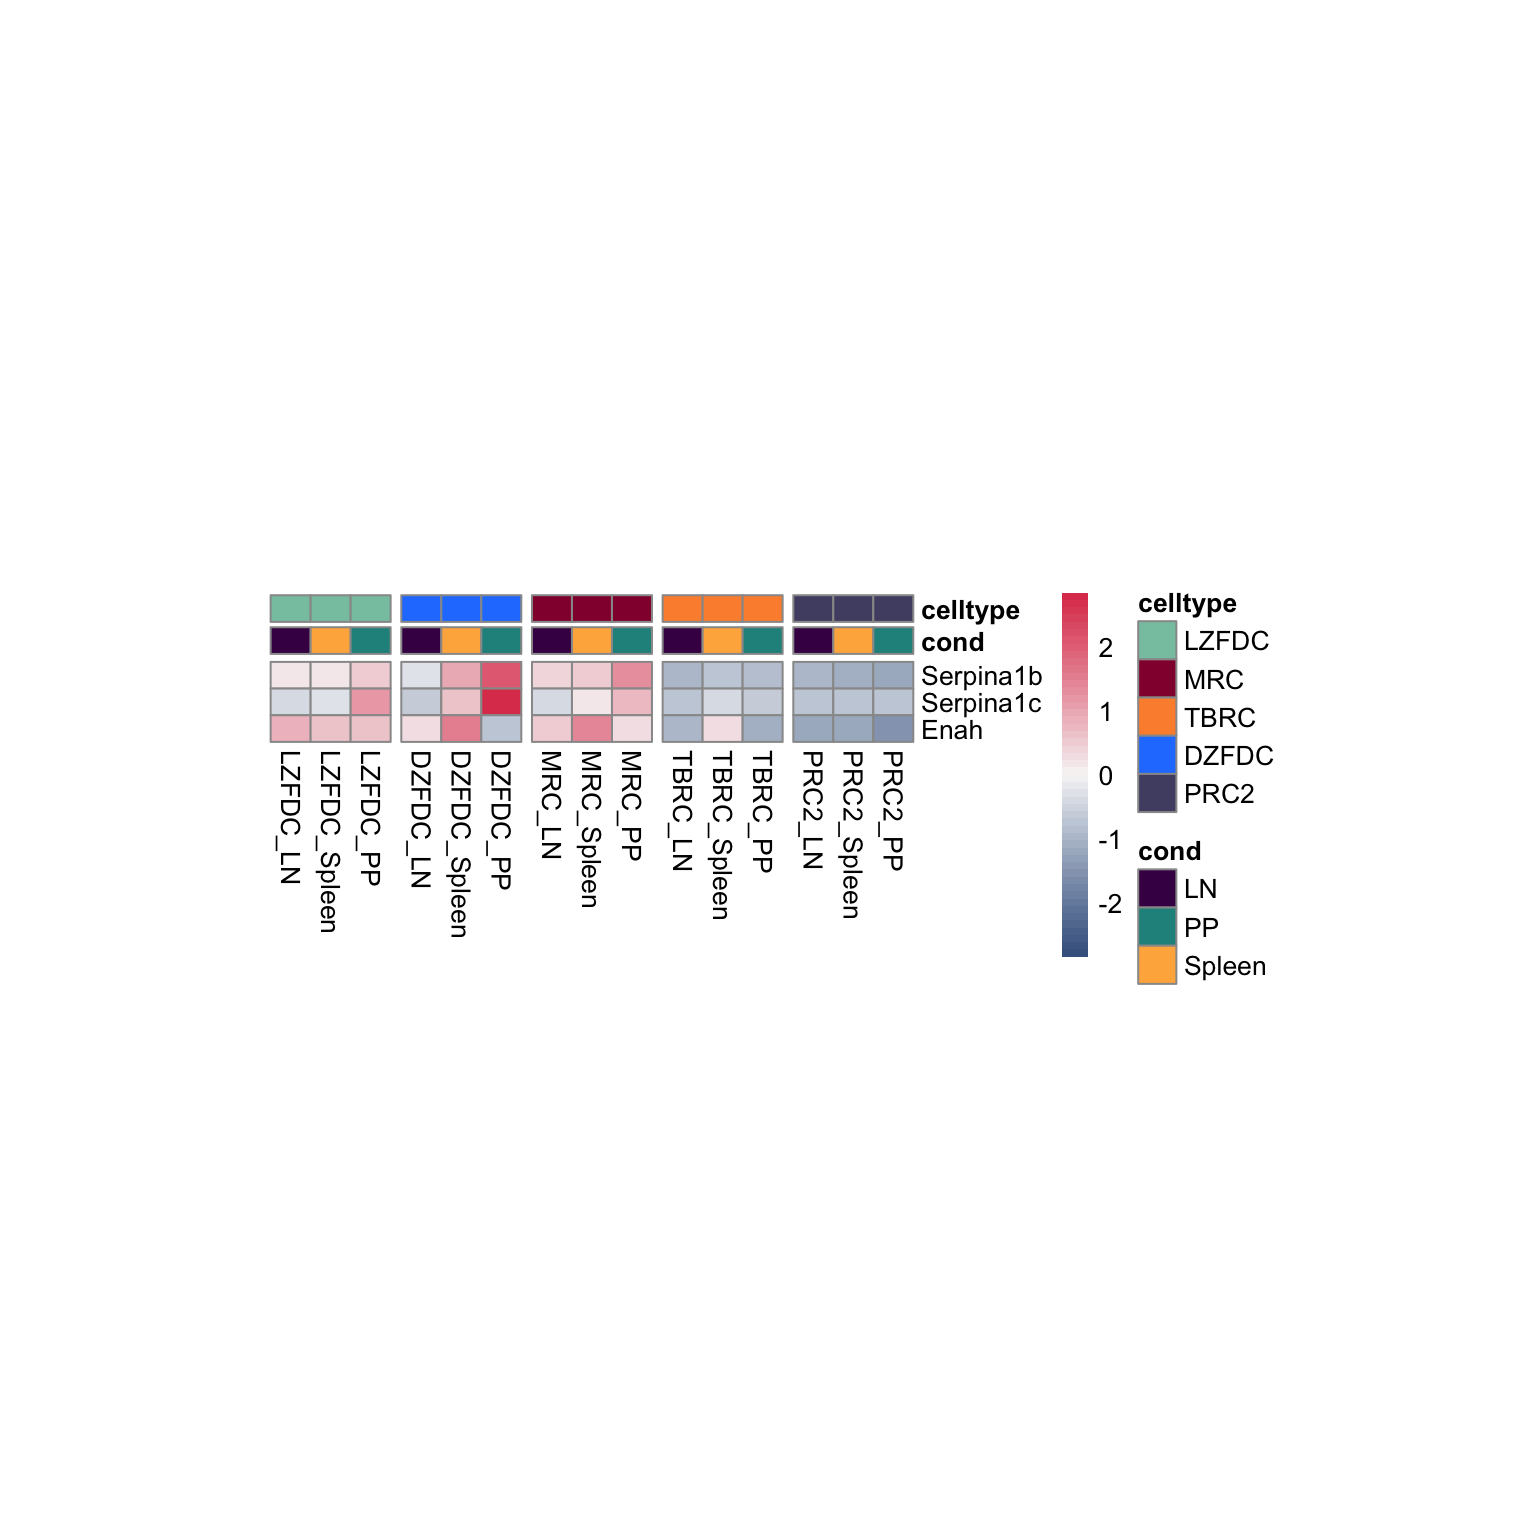 celltype
cond
Serpina1b
Serpina1c
Enah
LZFDC_LN
LZFDC_Spleen
LZFDC_PP
DZFDC_LN
DZFDC_Spleen
DZFDC_PP
MRC_LN
MRC_Spleen
MRC_PP
TBRC_LN
TBRC_Spleen
TBRC_PP
PRC2_LN
PRC2_Spleen
PRC2_PP
2
1
0
-1
-2
celltype
LZFDC
MRC
TBRC
DZFDC
PRC2
cond
LN
PP
Spleen